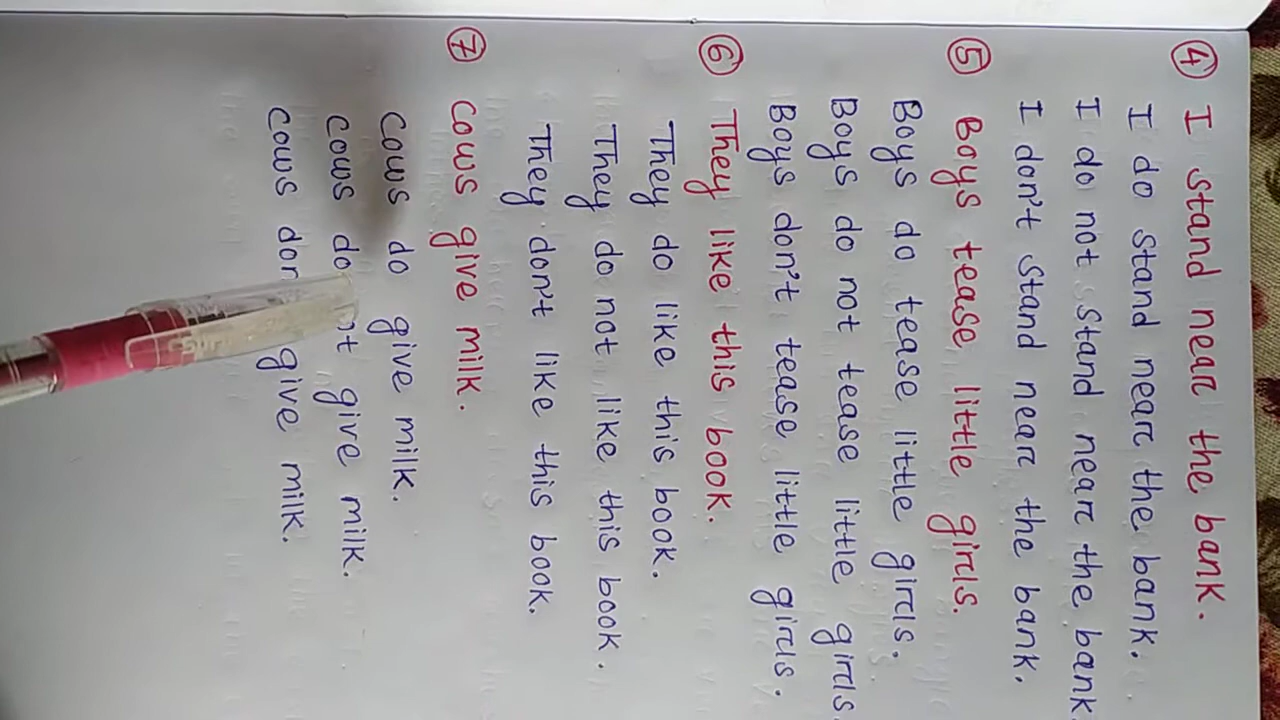 ④ I stand near the bank.
I do stand near the bank.
I do not stand near the bank
I don't stand near the bank.
⑤ Boys tease little girls.
Boys do tease little girls.
Boys do not tease little girls.
Boys don't tease little girls.
⑥ They like this book.
They do like this book.
They do not like this book.
They don't like this book.
⑦ Cows give milk.
Cows do give milk.
Cows do give milk.
Cows give milk.